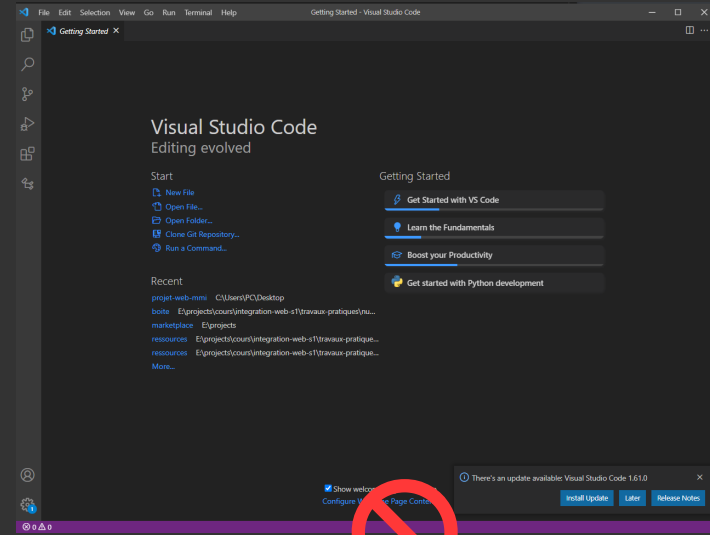 File Edit Selection View Go Run Terminal Help Getting Started - Visual Studio Code
Getting Started
Visual Studio Code
Editing evolved
Start
New File
Open File...
Open Folder...
Clone Git Repository...
Run a Command...
Recent
projet-web-mmi C:\Users\PC\Desktop
boite E:\projects\cours\integration-web-s1\travaux-pratiques\nu...
marketplace E:\projects
ressources E:\projects\cours\integration-web-s1\travaux-pratique...
ressources E:\projects\cours\integration-web-s1\travaux-pratique...
More...
Getting Started
Get Started with VS Code
Learn the Fundamentals
Boost your Productivity
Get started with Python development
Show
Configure Page
There's an update available: Visual Studio Code 1.61.0
Install Update Later Release Notes
1
0 0